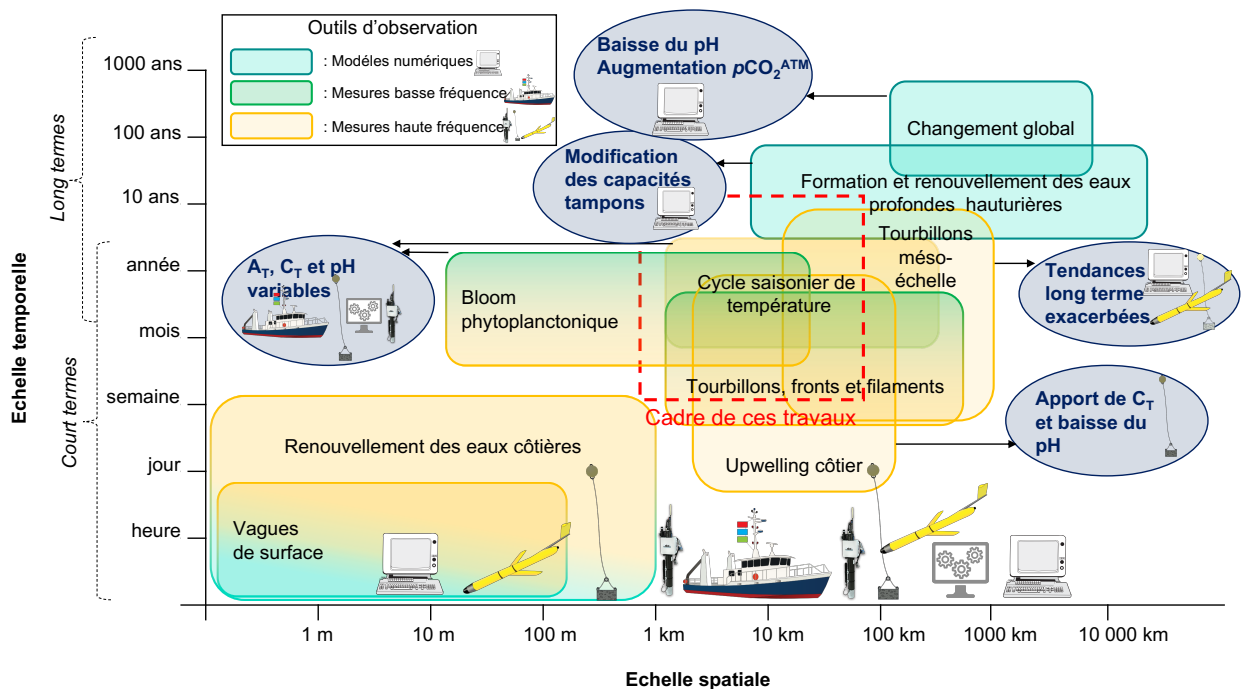 Outils d'observation
: Modéles numériques
: Mesures basse fréquence
: Mesures haute fréquence
Baisse du pH
Augmentation pCO₂ᴬᵀᴹ
Changement global
Modification
des capacités
tampons
Formation et renouvellement des eaux
profondes hauturières
Tourbillons
méso-
échelle
A_T, C_T et pH
variables
Bloom
phytoplanctonique
Cycle saisonier de
température
Tendances
long terme
exacerbées
Tourbillons, fronts et filaments
Cadre de ces travaux
Apport de C_T
et baisse du
pH
Renouvellement des eaux côtières
Upwelling côtier
Vagues
de surface
Echelle temporelle
Long termes
Court termes
1000 ans
100 ans
10 ans
année
mois
semaine
jour
heure
1 m
10 m
100 m
1 km
10 km
100 km
1000 km
10 000 km
Echelle spatiale